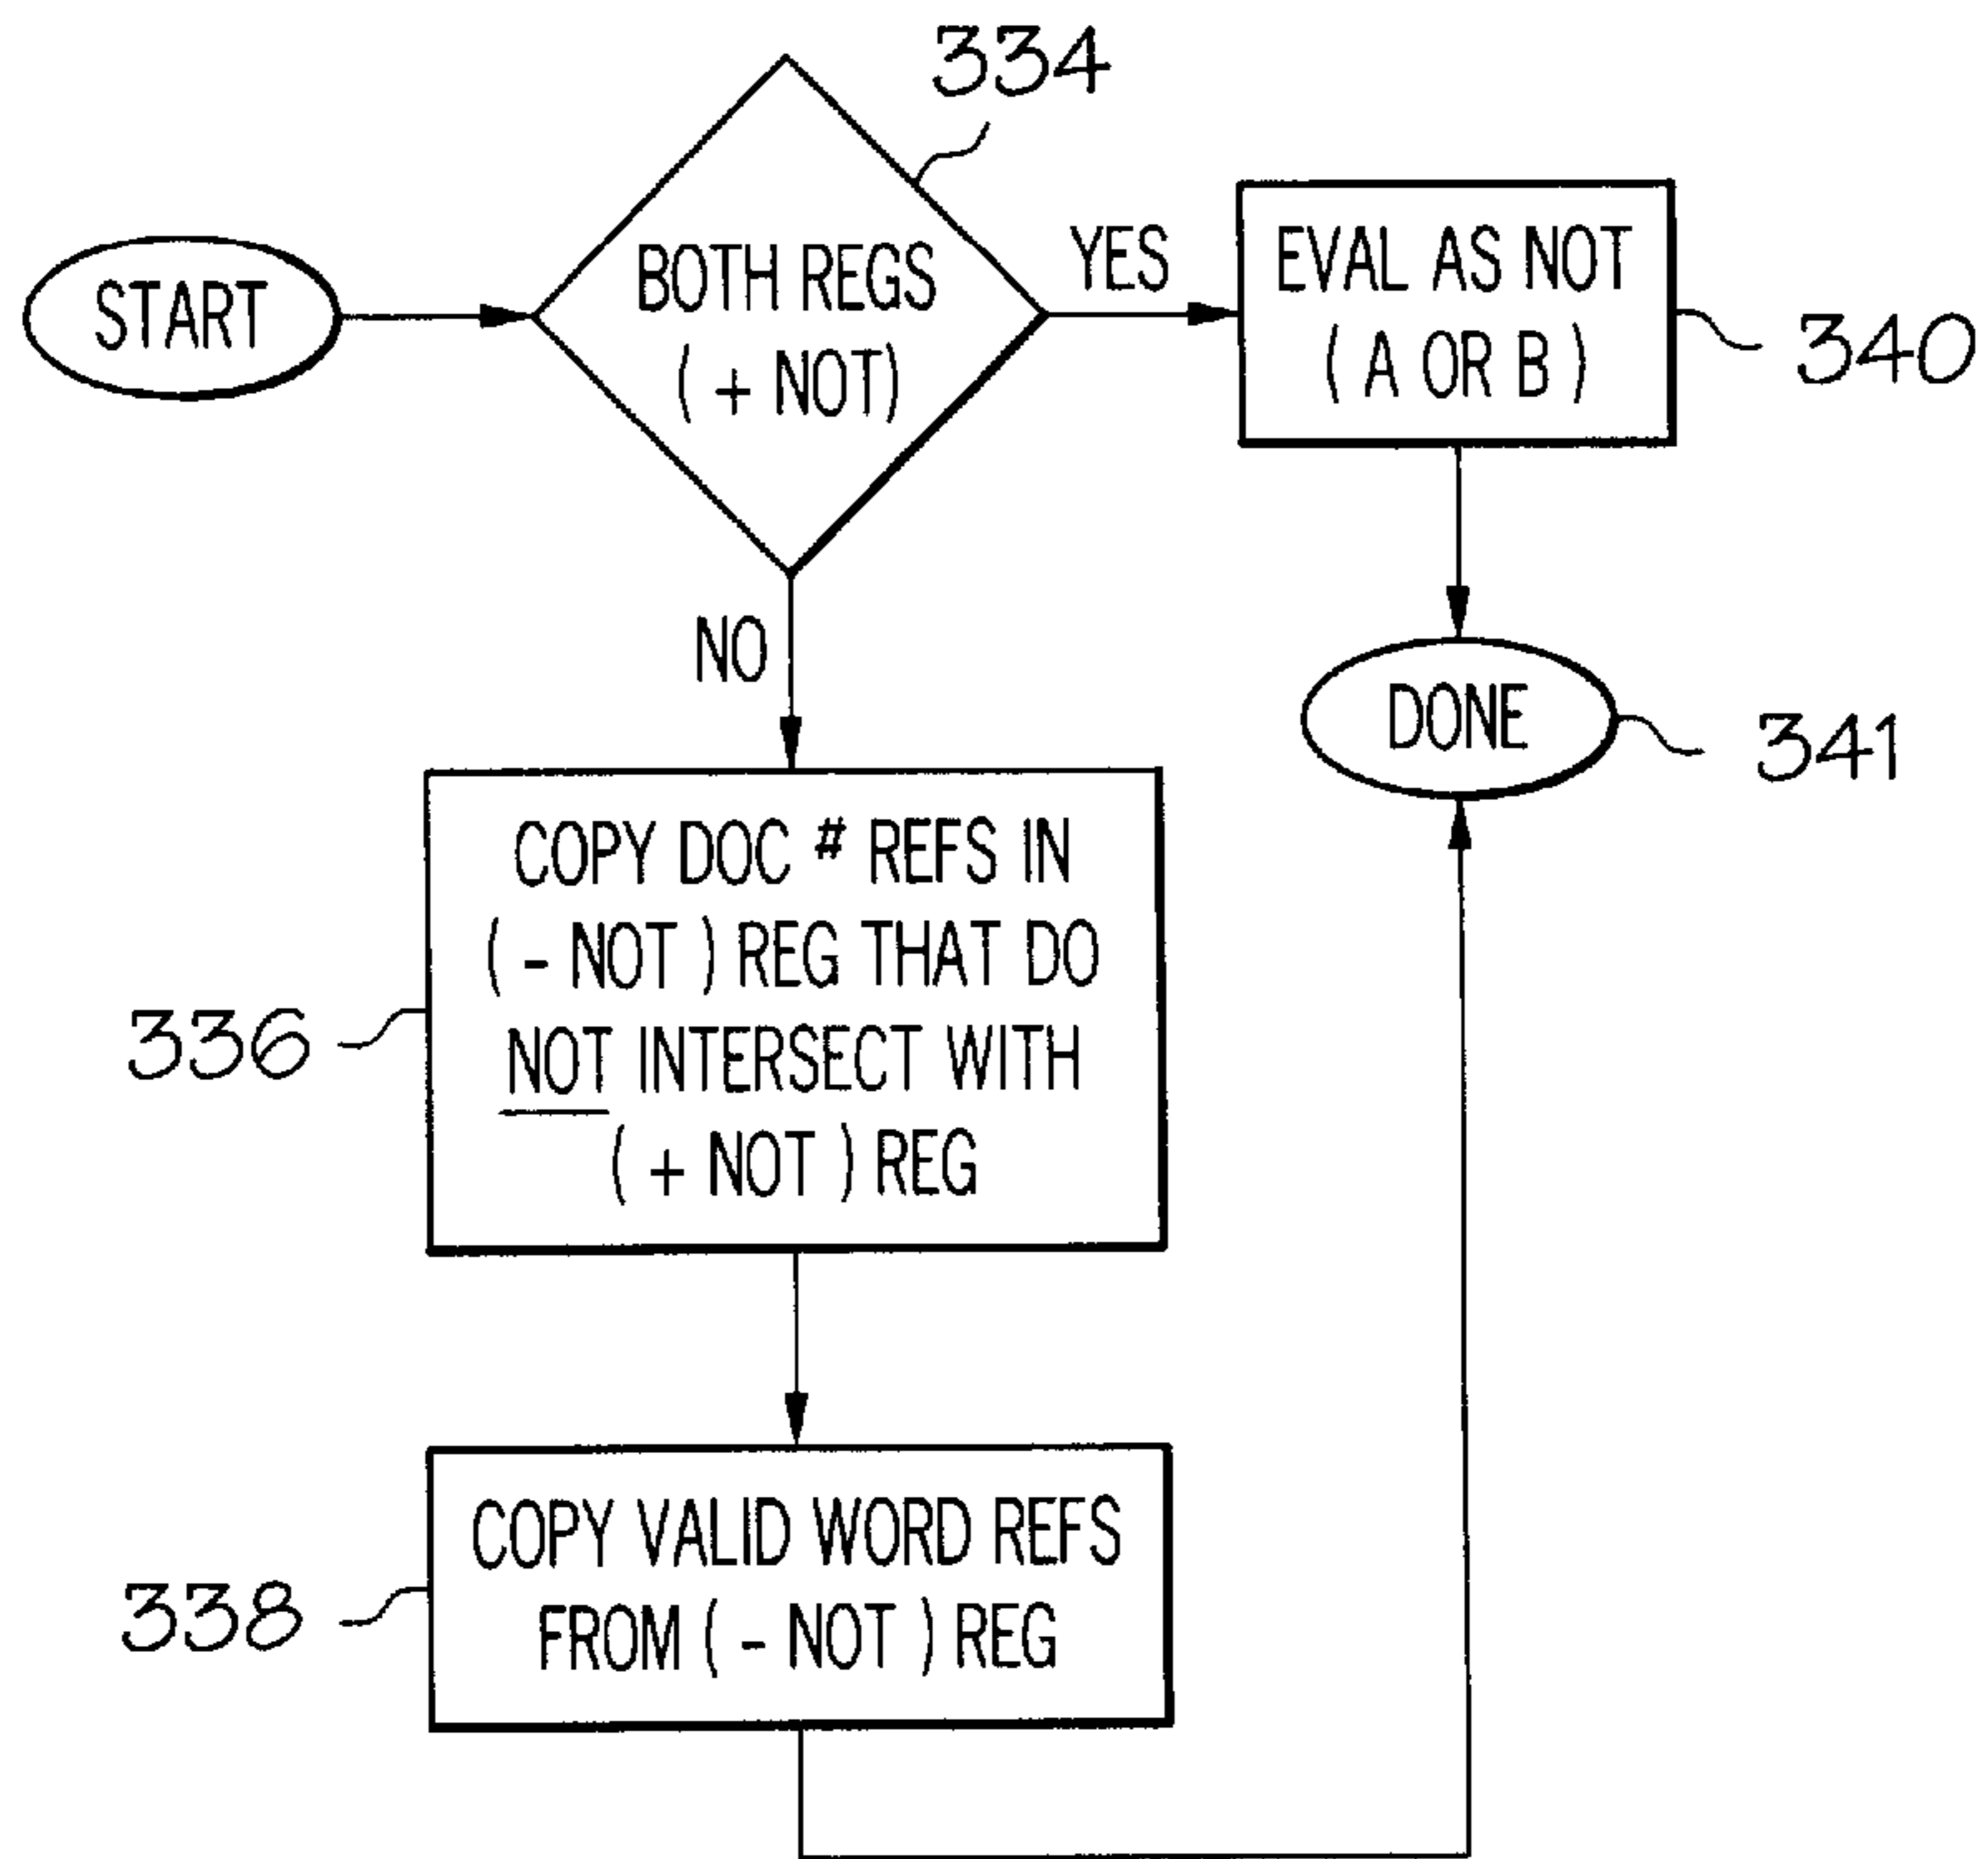 334
START
BOTH REGS
( + NOT)
YES
EVAL AS NOT
( A OR B )
340
NO
DONE
341
COPY DOC # REFS IN
( - NOT ) REG THAT DO
NOT INTERSECT WITH
( + NOT ) REG
336
COPY VALID WORD REFS
FROM ( - NOT ) REG
338